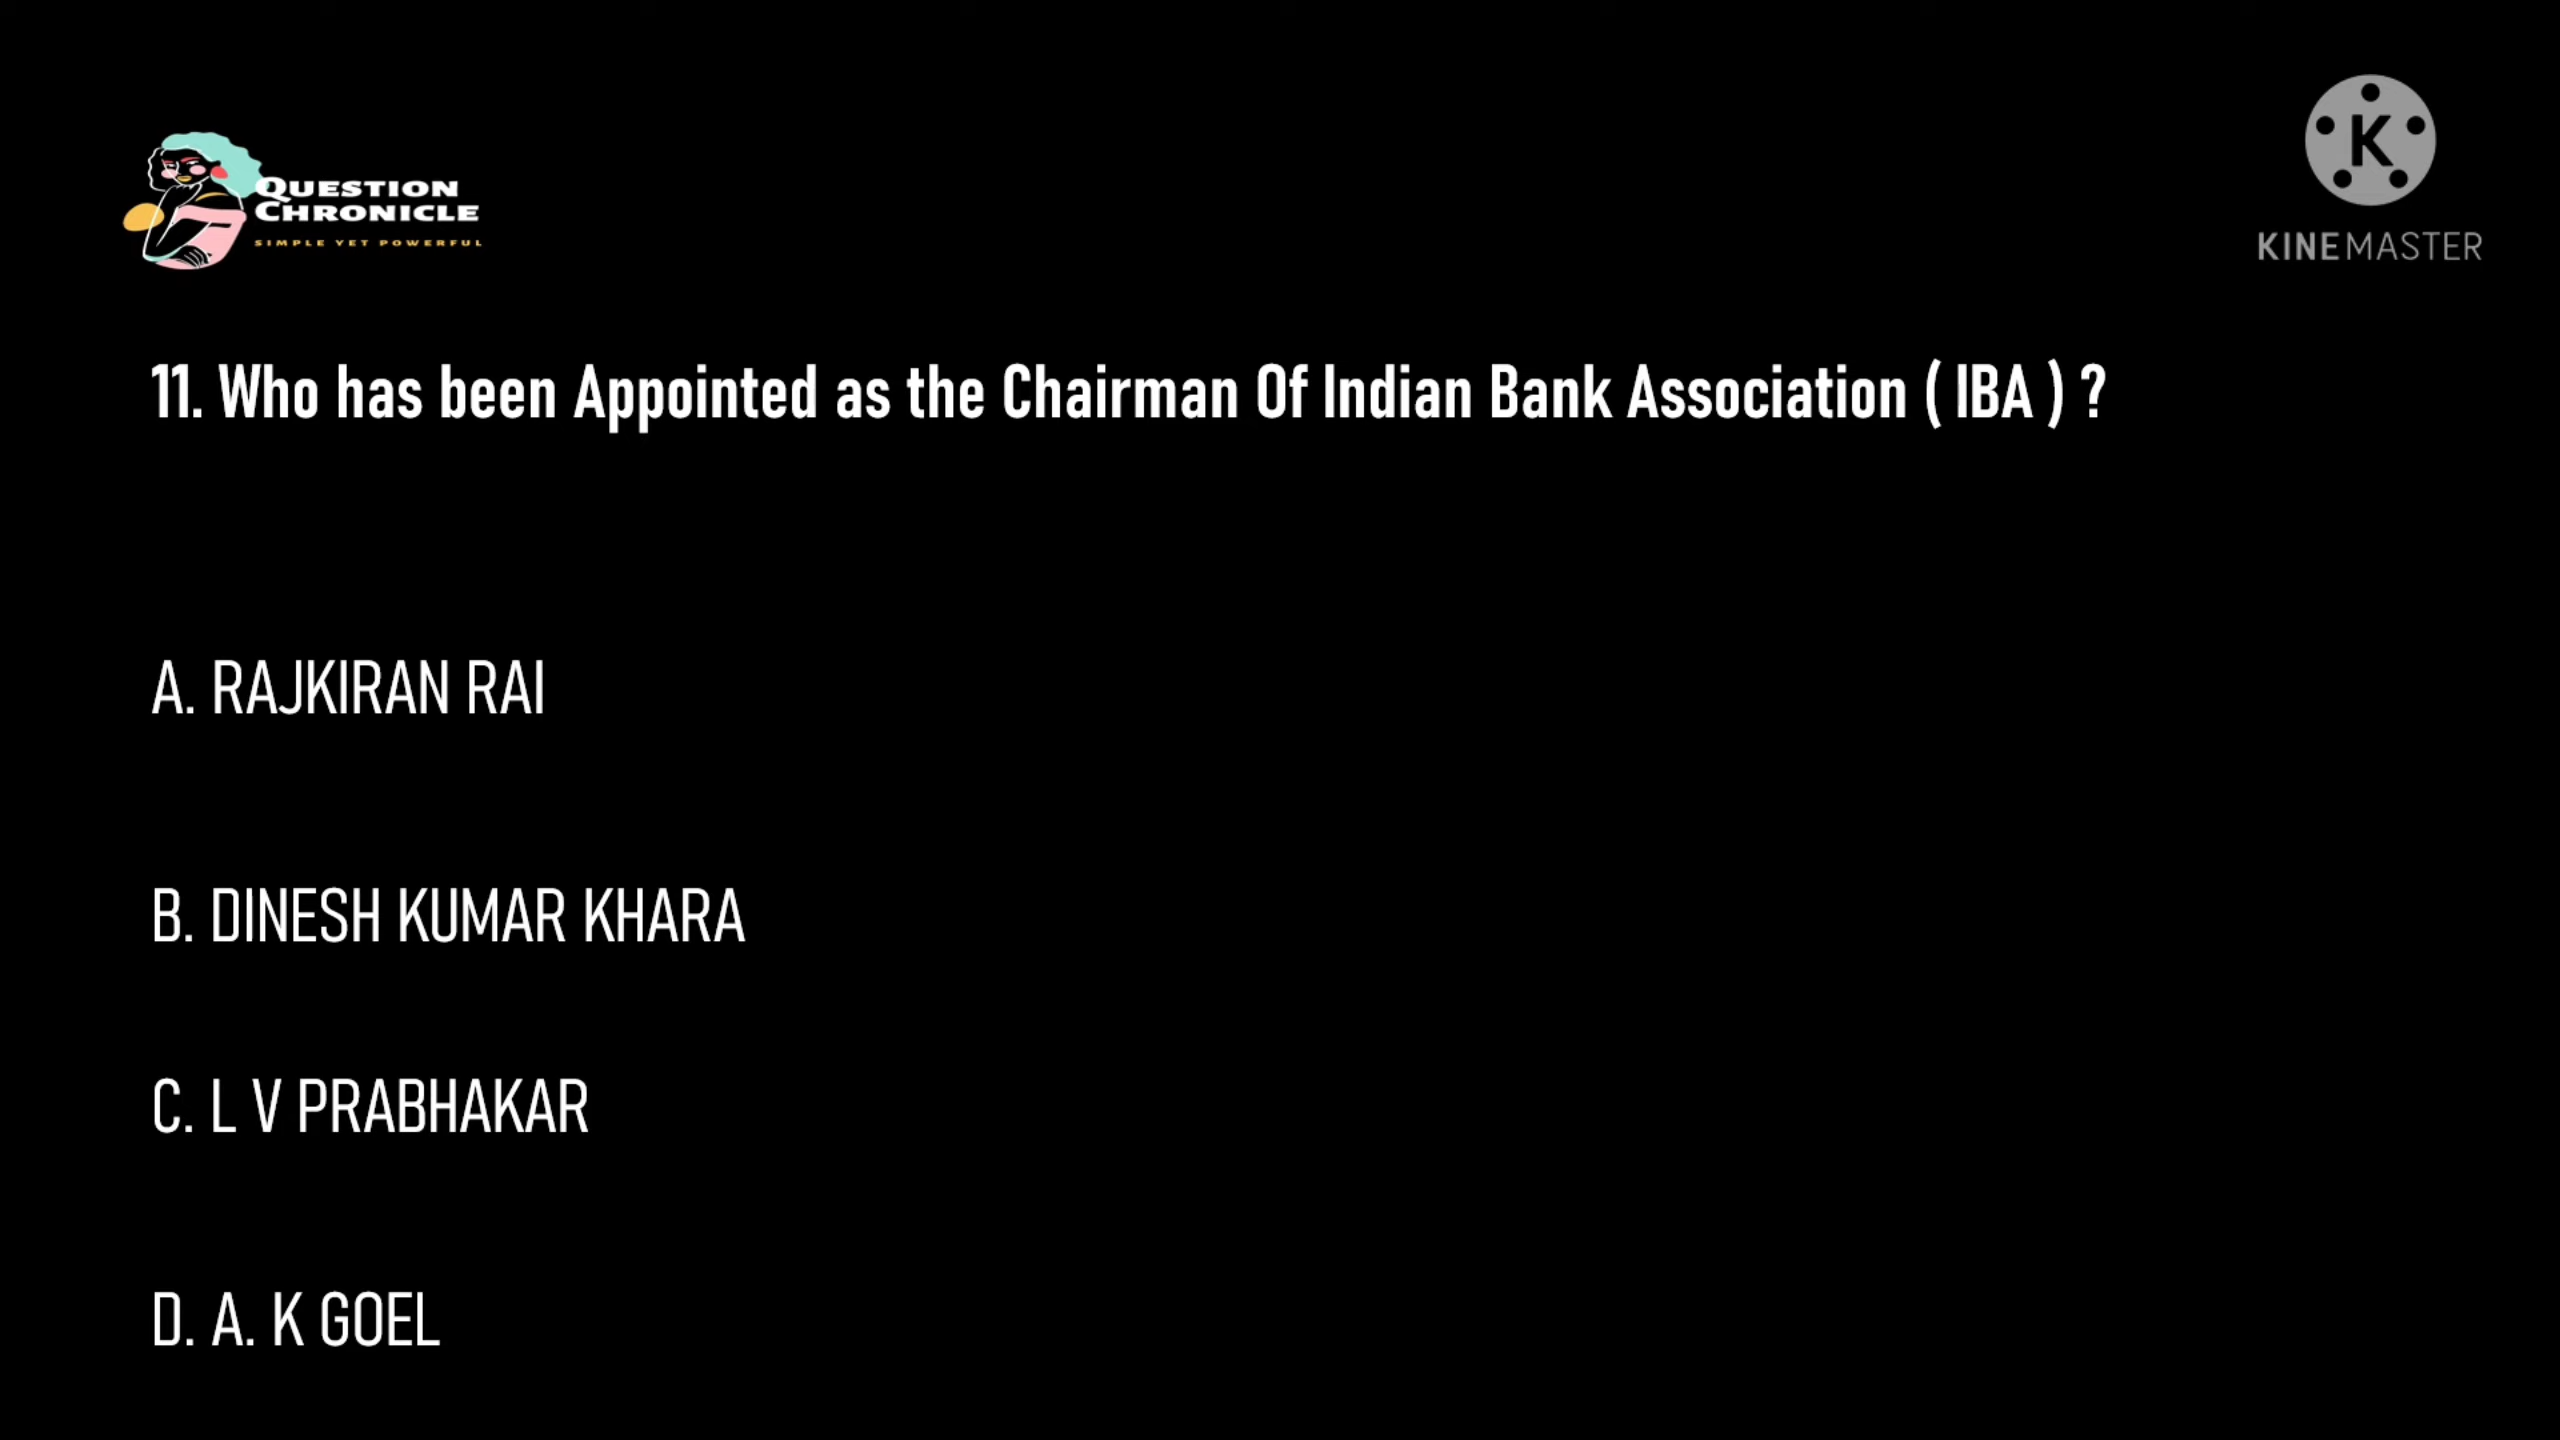 QUESTION
CHRONICLE
SIMPLE YET POWERFUL
K
KINEMASTER
11. Who has been Appointed as the Chairman Of Indian Bank Association ( IBA ) ?
A. RAJKIRAN RAI
B. DINESH KUMAR KHARA
C. L V PRABHAKAR
D. A. K GOEL